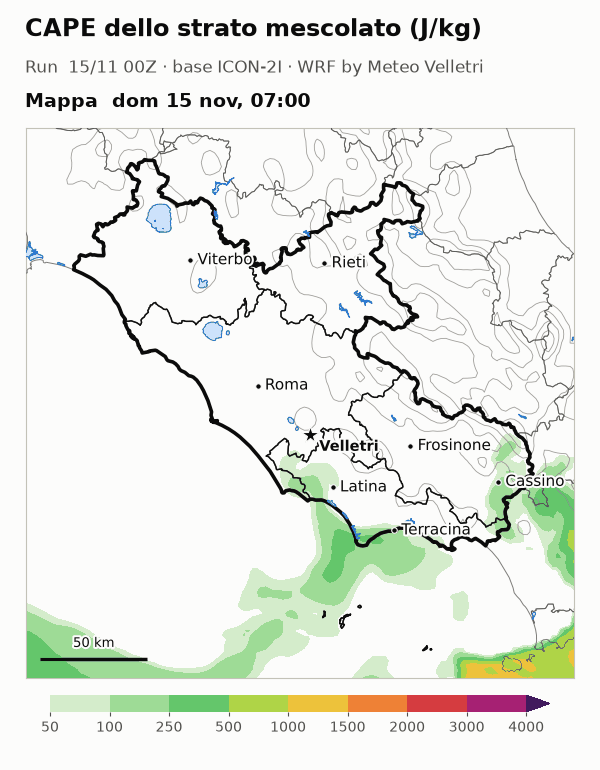 CAPE dello strato mescolato (J/kg)
Run  15/11 00Z · base ICON-2I · WRF by Meteo Velletri
Mappa  dom 15 nov, 07:00
Viterbo
Rieti
Roma
Velletri
Frosinone
Latina
Cassino
Terracina
50 km
50 100 250 500 1000 1500 2000 3000 4000